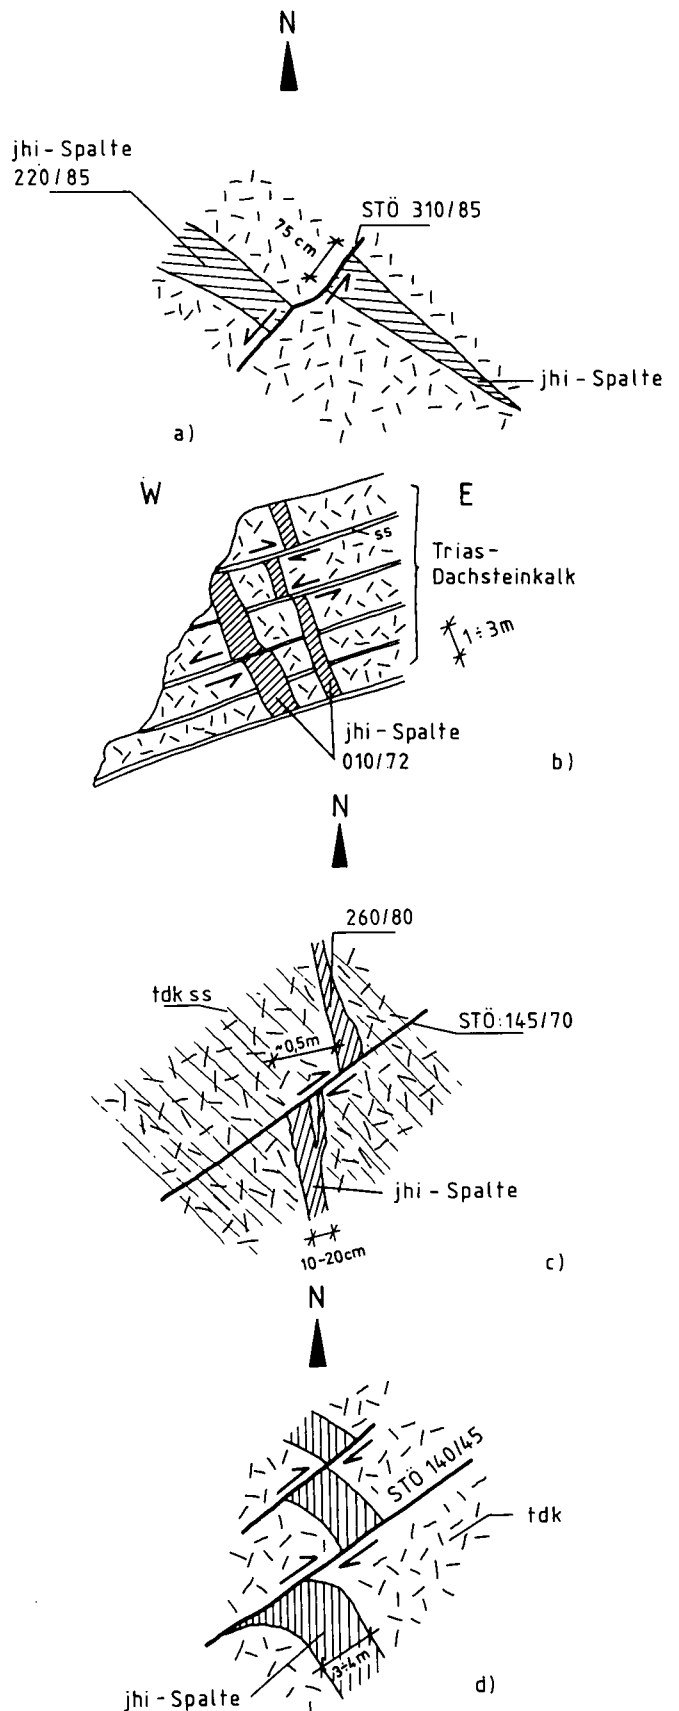 N
jhi-Spalte
220/85
STÖ 310/85
75 cm
jhi-Spalte
a)
W
E
ss
Trias-
Dachsteinkalk
1÷3m
jhi-Spalte
010/72
b)
N
260/80
tdk ss
STÖ:145/70
~0,5m
jhi-Spalte
10-20cm
c)
N
STÖ 140/45
tdk
3÷4m
jhi-Spalte
d)